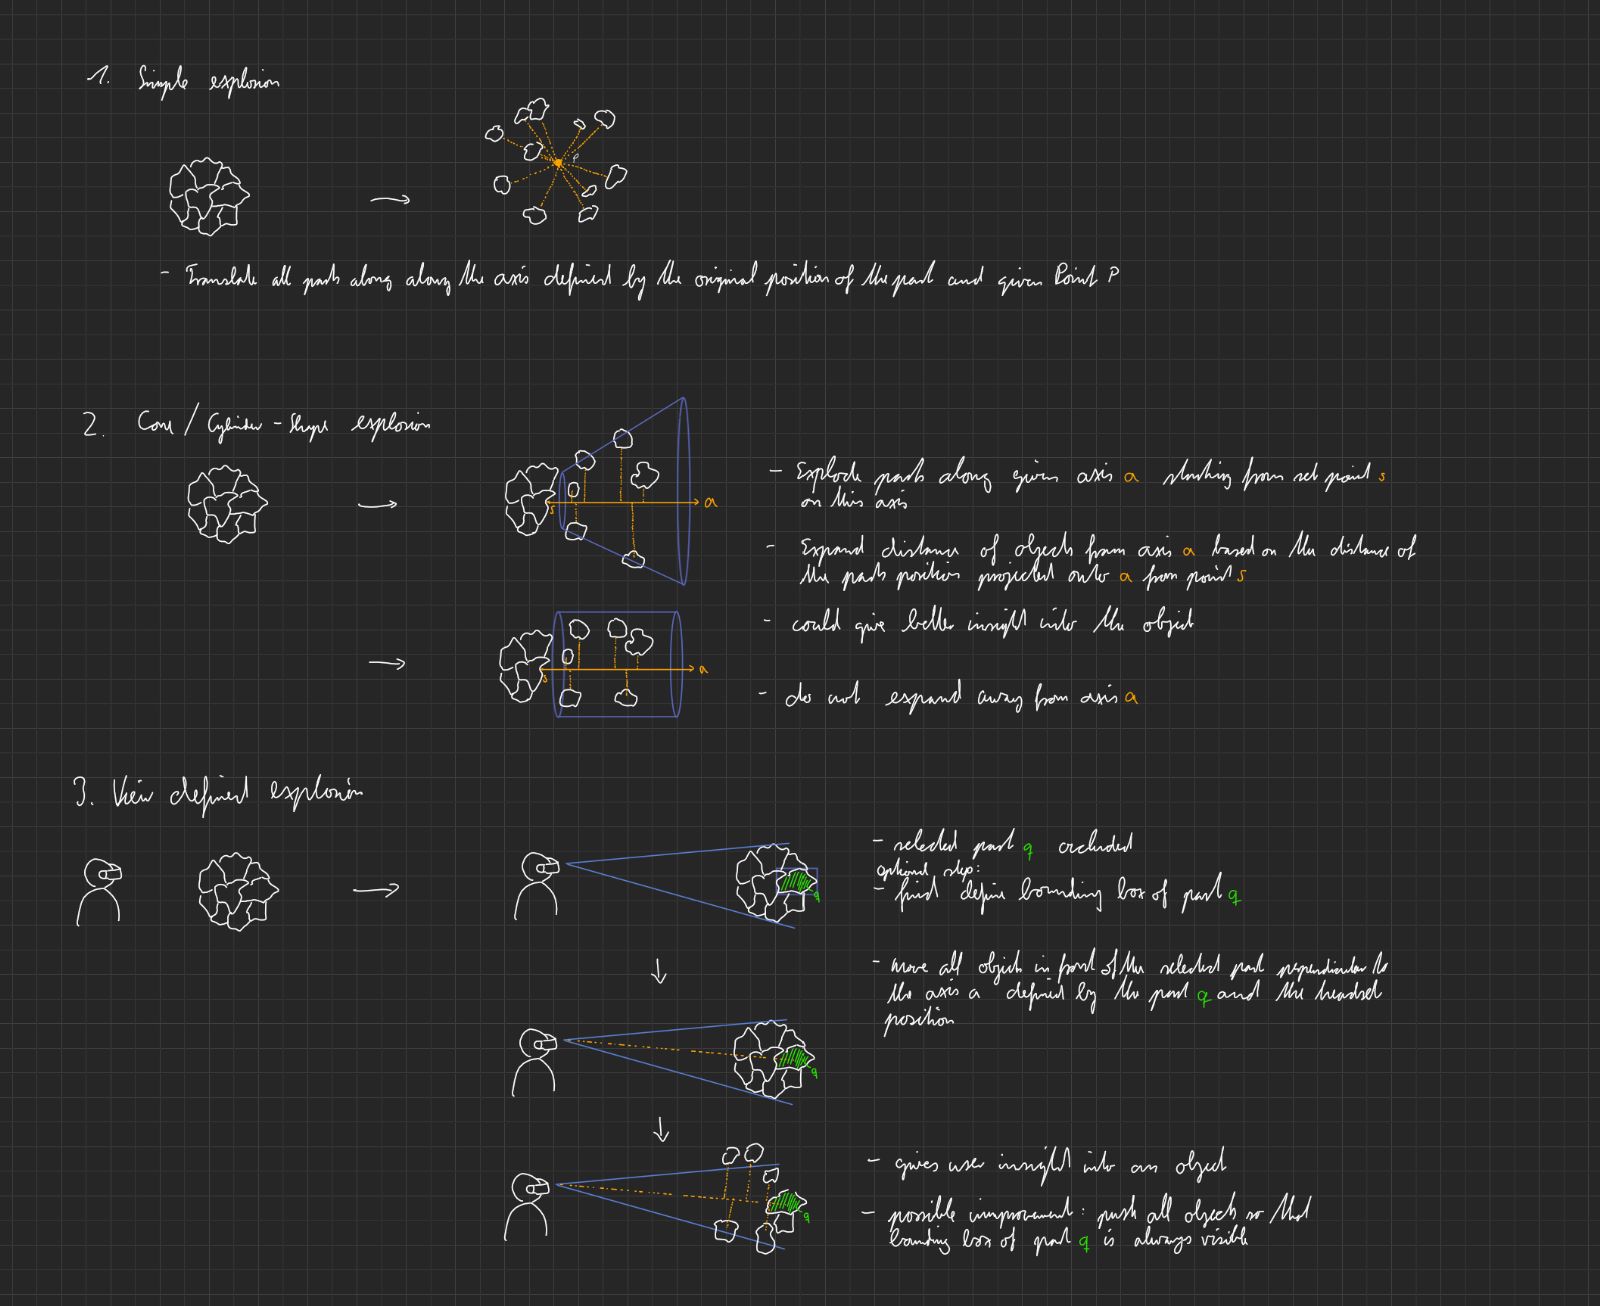 1. Simple explosion
P
- Translate all parts along along the axis defined by the original position of the part and given Point P
2. Cone / Cylinder - Shape explosion
s
a
- Explode parts along given axis a starting from set point s
on this axis
- Expand distance of objects from axis a based on the distance of
the parts position projected onto a from point s
- could give better insight into the object
s
a
- do not expand away from axis a
3. View defined explosion
q
- selected part q occluded
optional step:
- first define bounding box of part q
- move all objects in front of the selected part perpendicular to
the axis a defined by the part q and the headset
position
q
q
- gives user insight into an object
- possible improvement: push all objects so that
bounding box of part q is always visible